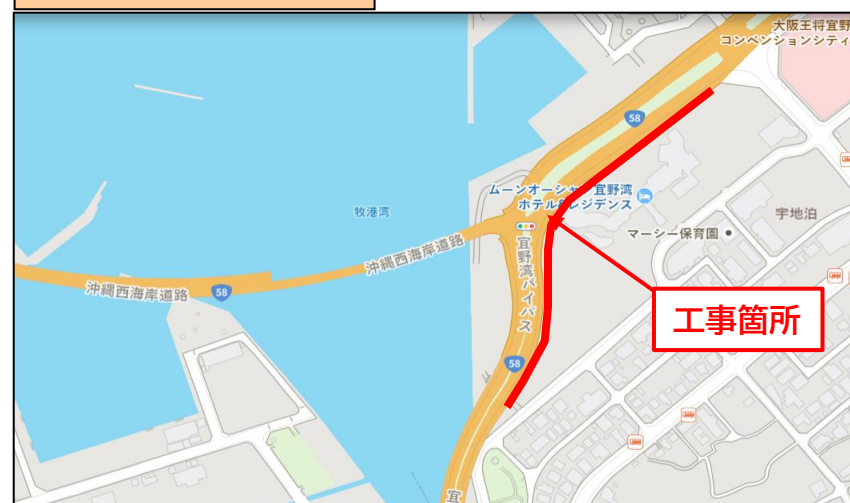 大阪王将宜野
コンベンションシティ
58
ムーンオーシャン宜野湾
ホテル&レジデンス
牧港湾
宇地泊
マーシー保育園
沖縄西海岸道路
宜野湾バイパス
沖縄西海岸道路
58
工事箇所
58
宜